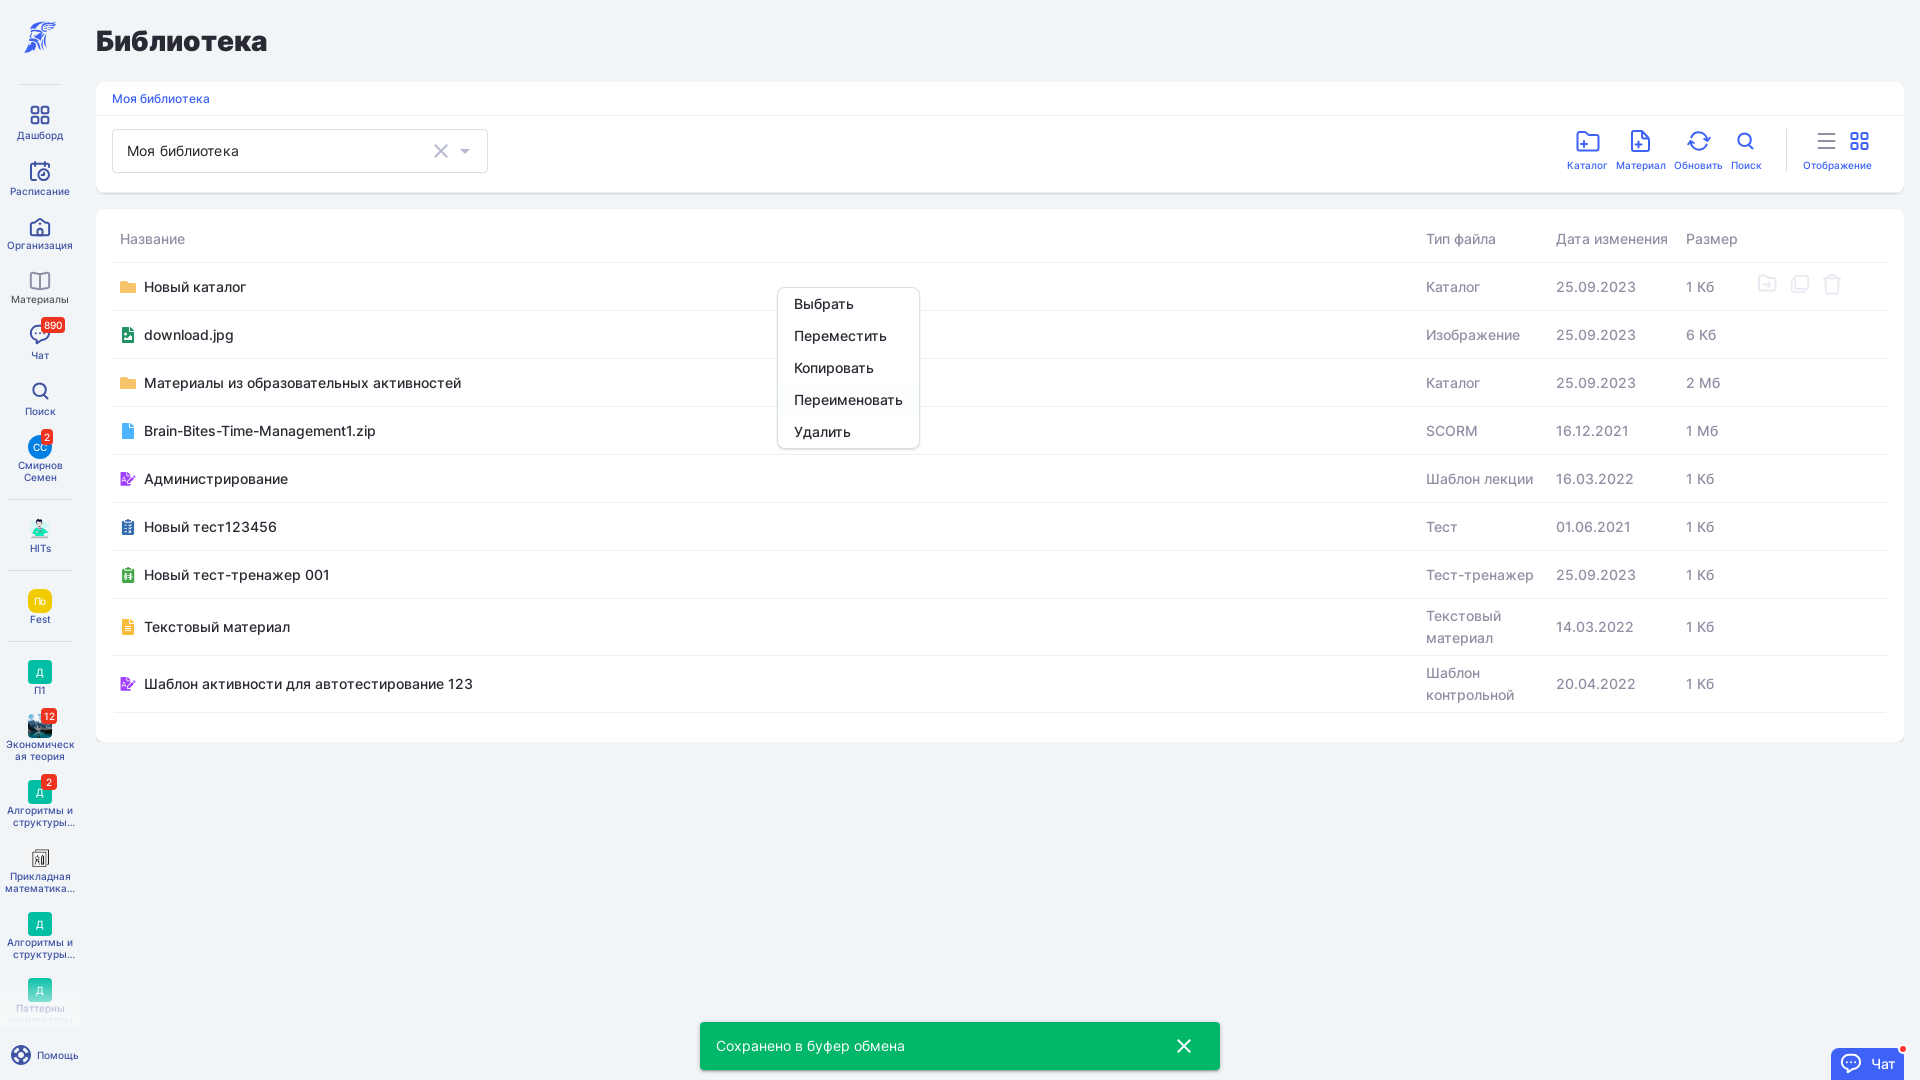 Библиотека
Моя библиотека
Моя библиотека
Каталог
Материал
Обновить
Поиск
Отображение
Название
Тип файла
Дата изменения
Размер
Новый каталог
Каталог
25.09.2023
1 Кб
download.jpg
Изображение
25.09.2023
6 Кб
Материалы из образовательных активностей
Каталог
25.09.2023
2 Мб
Brain-Bites-Time-Management1.zip
SCORM
16.12.2021
1 Мб
Администрирование
Шаблон лекции
16.03.2022
1 Кб
Новый тест123456
Тест
01.06.2021
1 Кб
Новый тест-тренажер 001
Тест-тренажер
25.09.2023
1 Кб
Текстовый материал
Текстовый
материал
14.03.2022
1 Кб
Шаблон активности для автотестирование 123
Шаблон
контрольной
20.04.2022
1 Кб
Выбрать
Переместить
Копировать
Переименовать
Удалить
Дашборд
Расписание
Организация
Материалы
890
Чат
Поиск
2
СС
Смирнов
Семен
HITs
По
Fest
Д
П1
12
Экономическ
ая теория
2
Д
Алгоритмы и
структуры...
Прикладная
математика...
Д
Алгоритмы и
структуры...
Д
Паттерны
архитектуры
Помощь
Сохранено в буфер обмена
Чат